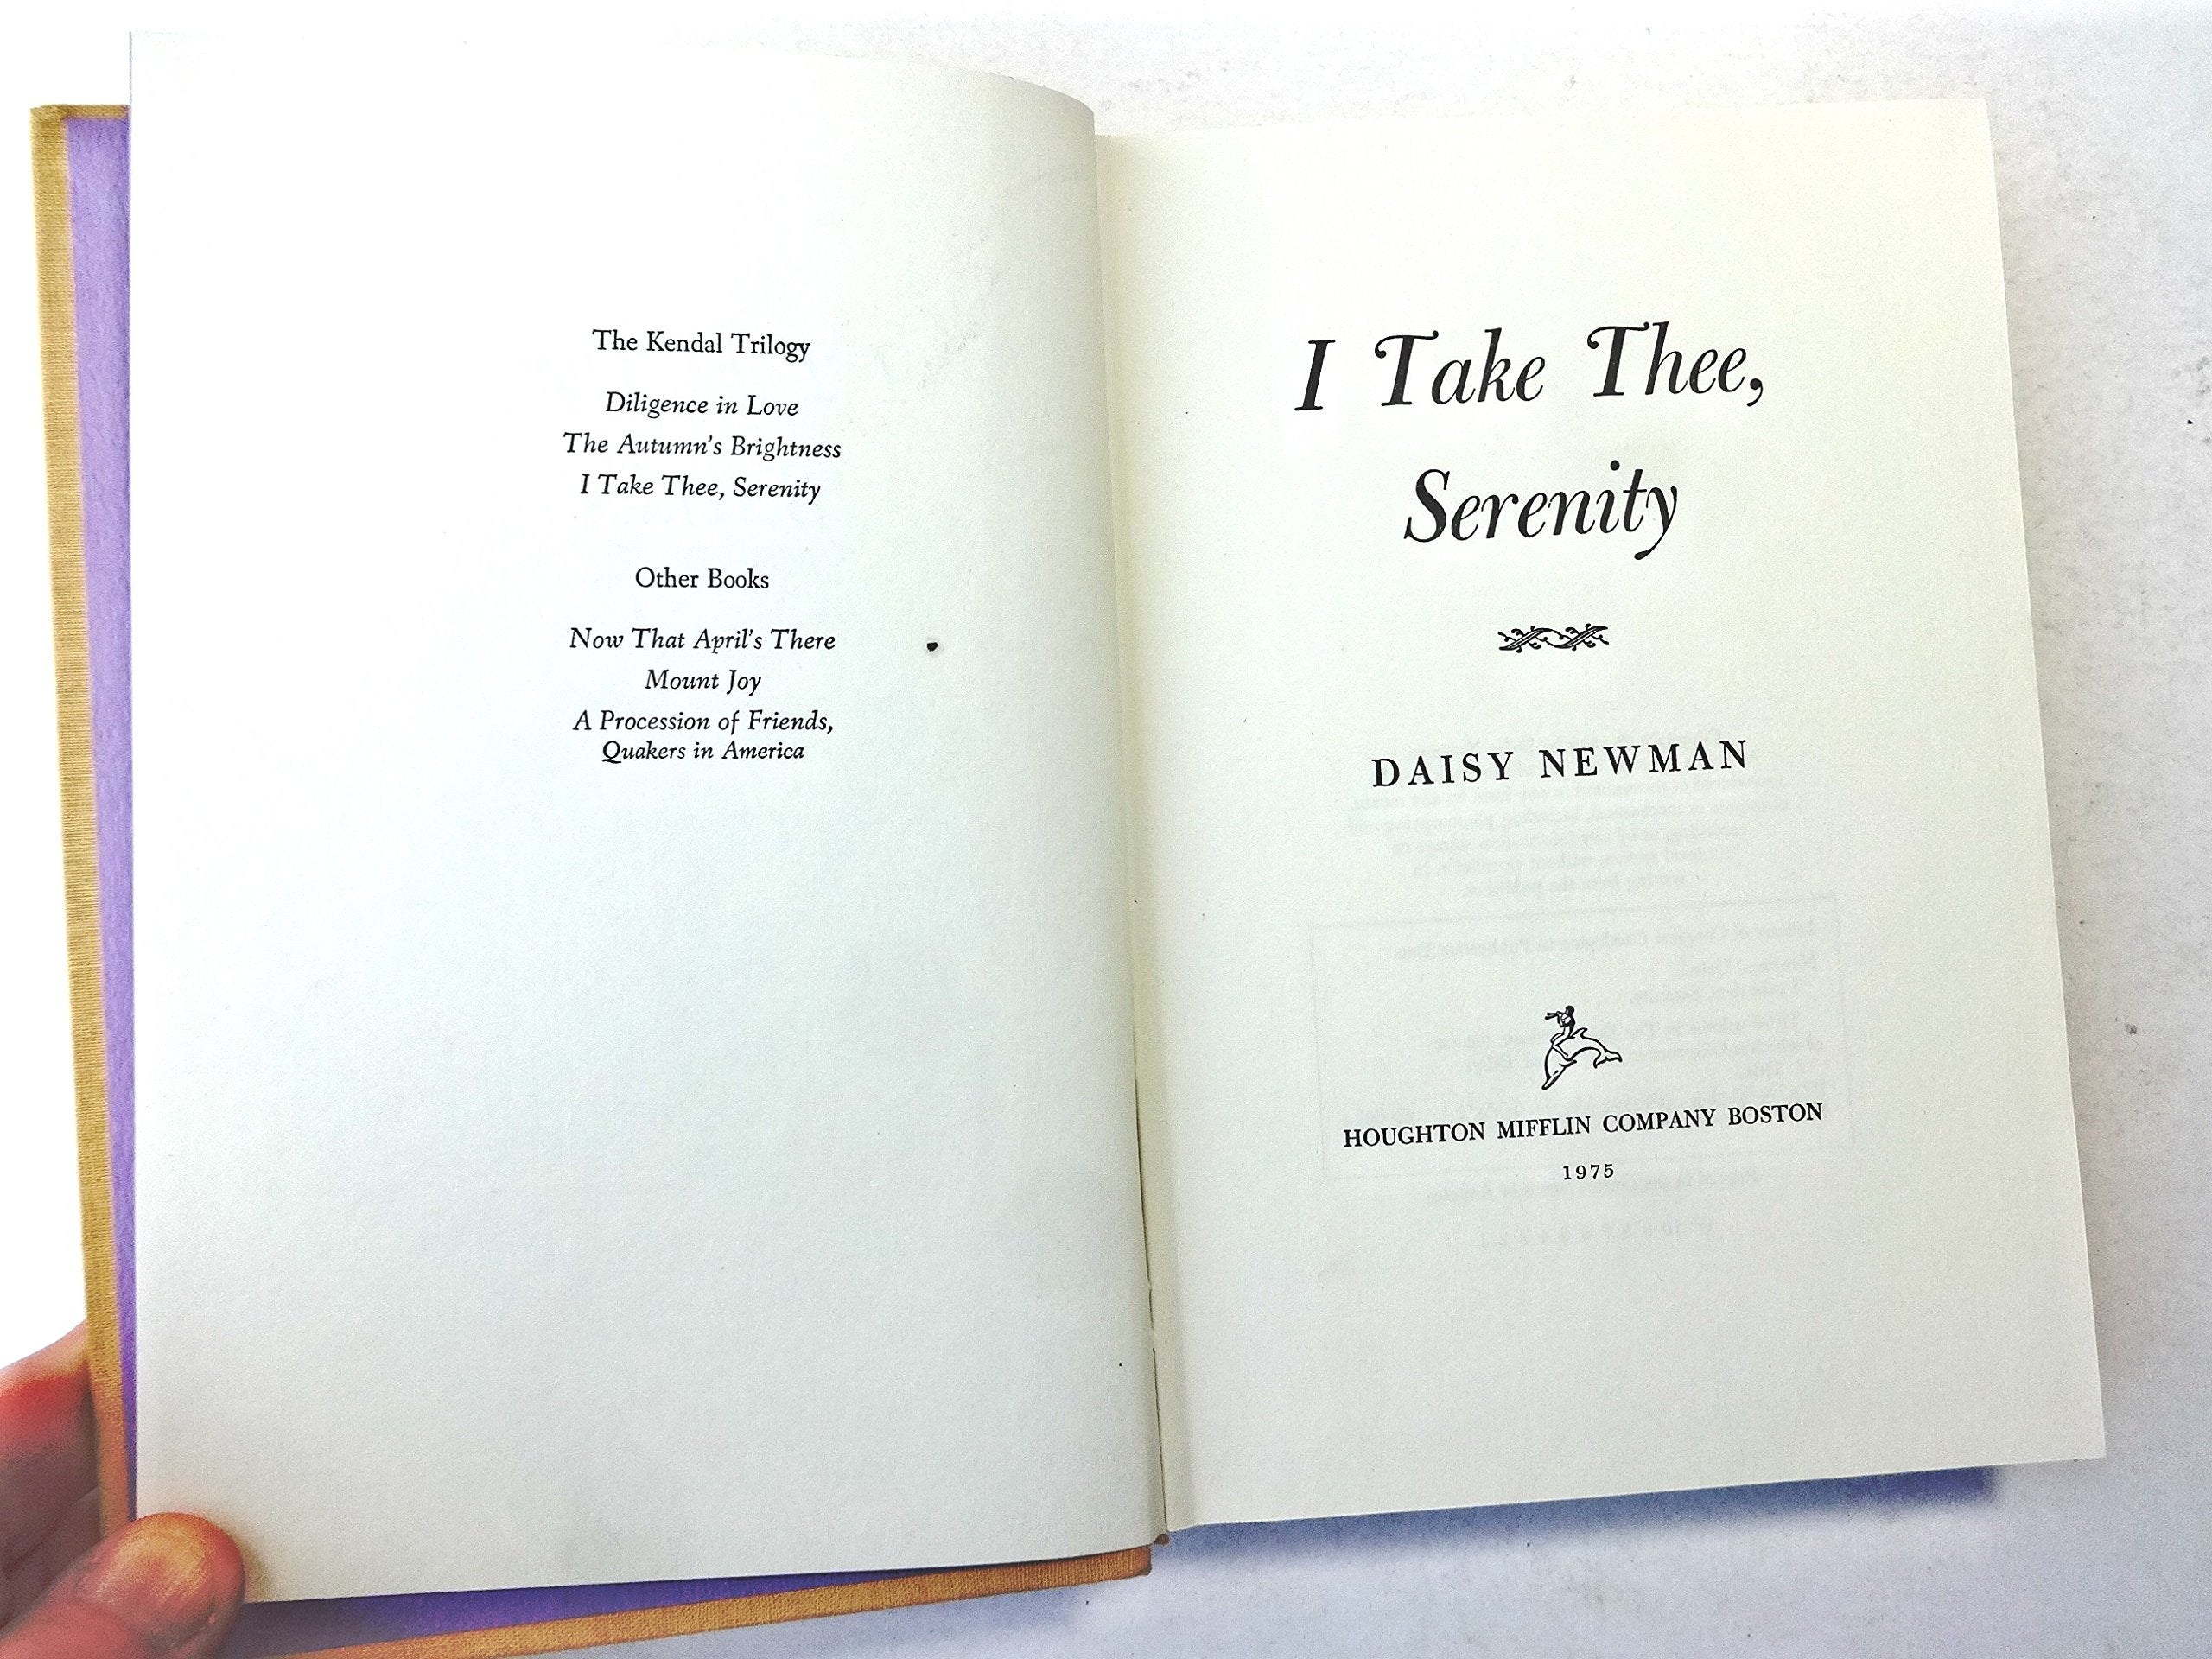 The Kendal Trilogy
Diligence in Love
The Autumn's Brightness
I Take Thee, Serenity
Other Books
Now That April's There
Mount Joy
A Procession of Friends,
Quakers in America
I Take Thee,
Serenity
DAISY NEWMAN
HOUGHTON MIFFLIN COMPANY BOSTON
1975